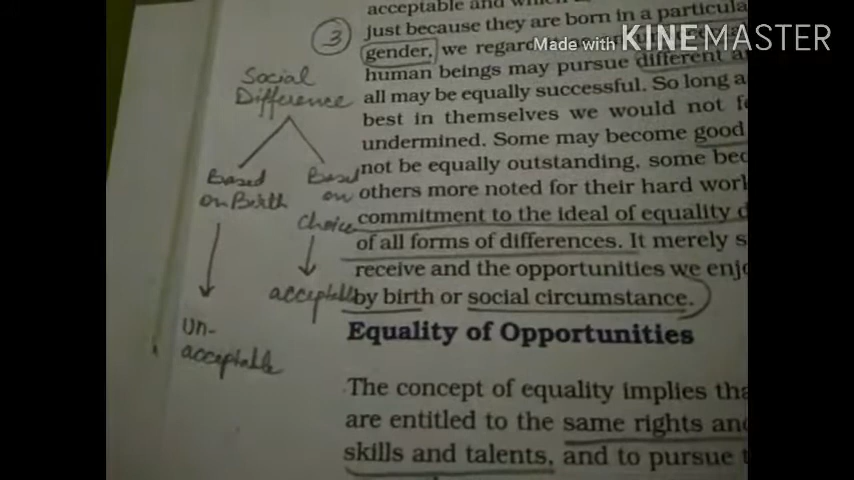 acceptable and which
just because they are born in a particula
gender, we regard
human beings may pursue different a
all may be equally successful. So long a
best in themselves we would not f
undermined. Some may become good
not be equally outstanding, some bec
others more noted for their hard worl
commitment to the ideal of equality d
of all forms of differences. It merely s
receive and the opportunities we enjo
by birth or social circumstance.
Equality of Opportunities
The concept of equality implies tha
are entitled to the same rights and
skills and talents, and to pursue t
3
Social
Difference
Based
on Birth
Un-
acceptable
Based
on
choice
acceptable
Made with KINEMASTER